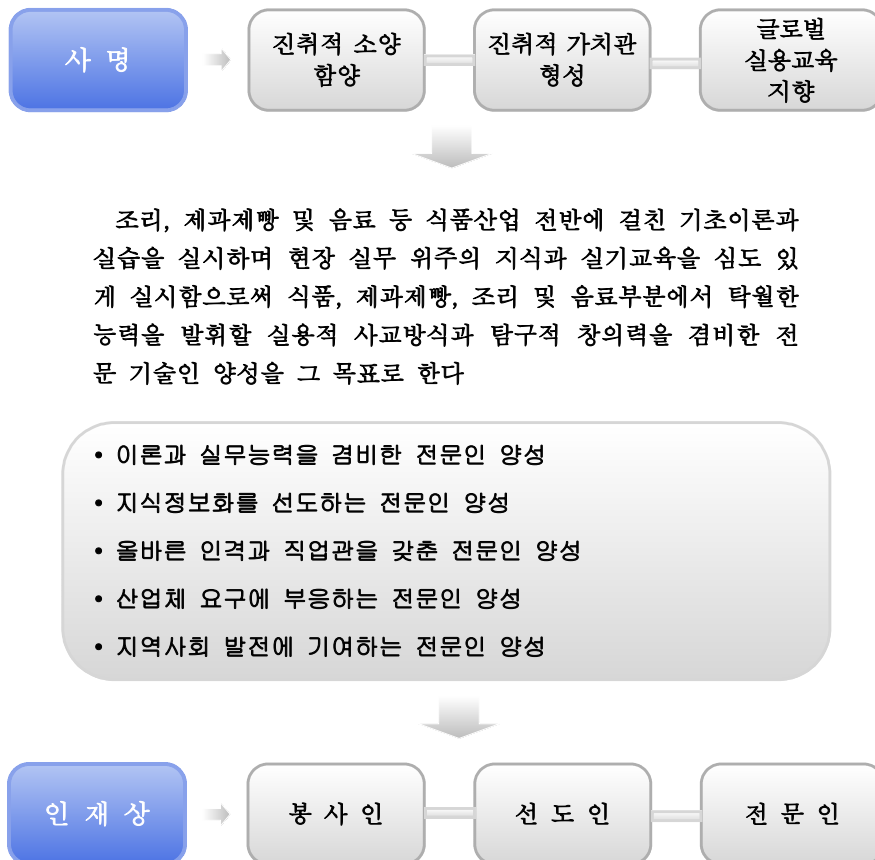 사 명
진취적 소양
함양
진취적 가치관
형성
글로벌
실용교육
지향
조리, 제과제빵 및 음료 등 식품산업 전반에 걸친 기초이론과
실습을 실시하며 현장 실무 위주의 지식과 실기교육을 심도 있
게 실시함으로써 식품, 제과제빵, 조리 및 음료부분에서 탁월한
능력을 발휘할 실용적 사교방식과 탐구적 창의력을 겸비한 전
문 기술인 양성을 그 목표로 한다
• 이론과 실무능력을 겸비한 전문인 양성
• 지식정보화를 선도하는 전문인 양성
• 올바른 인격과 직업관을 갖춘 전문인 양성
• 산업체 요구에 부응하는 전문인 양성
• 지역사회 발전에 기여하는 전문인 양성
인 재 상
봉 사 인
선 도 인
전 문 인